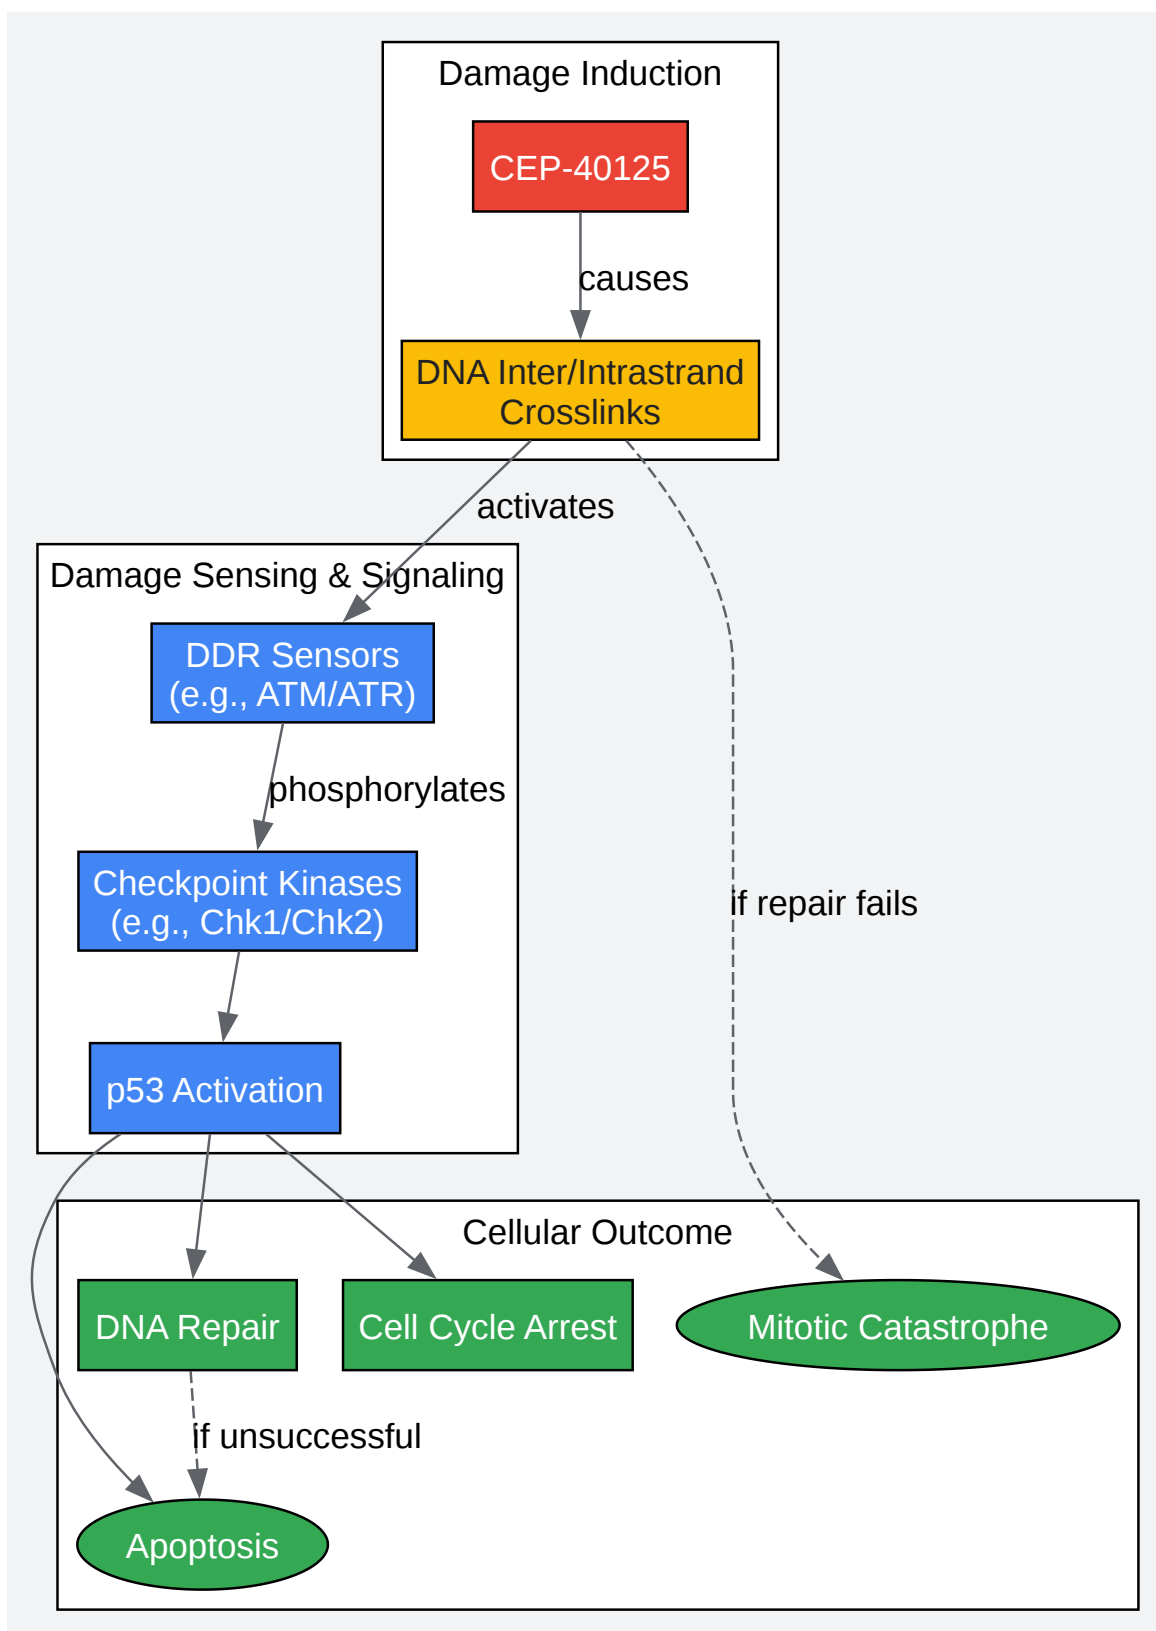 Damage Induction
CEP-40125
causes
DNA Inter/Intrastrand
Crosslinks
activates
Damage Sensing & Signaling
DDR Sensors
(e.g., ATM/ATR)
phosphorylates
Checkpoint Kinases
(e.g., Chk1/Chk2)
if repair fails
p53 Activation
Cellular Outcome
DNA Repair
Cell Cycle Arrest
Mitotic Catastrophe
if unsuccessful
Apoptosis